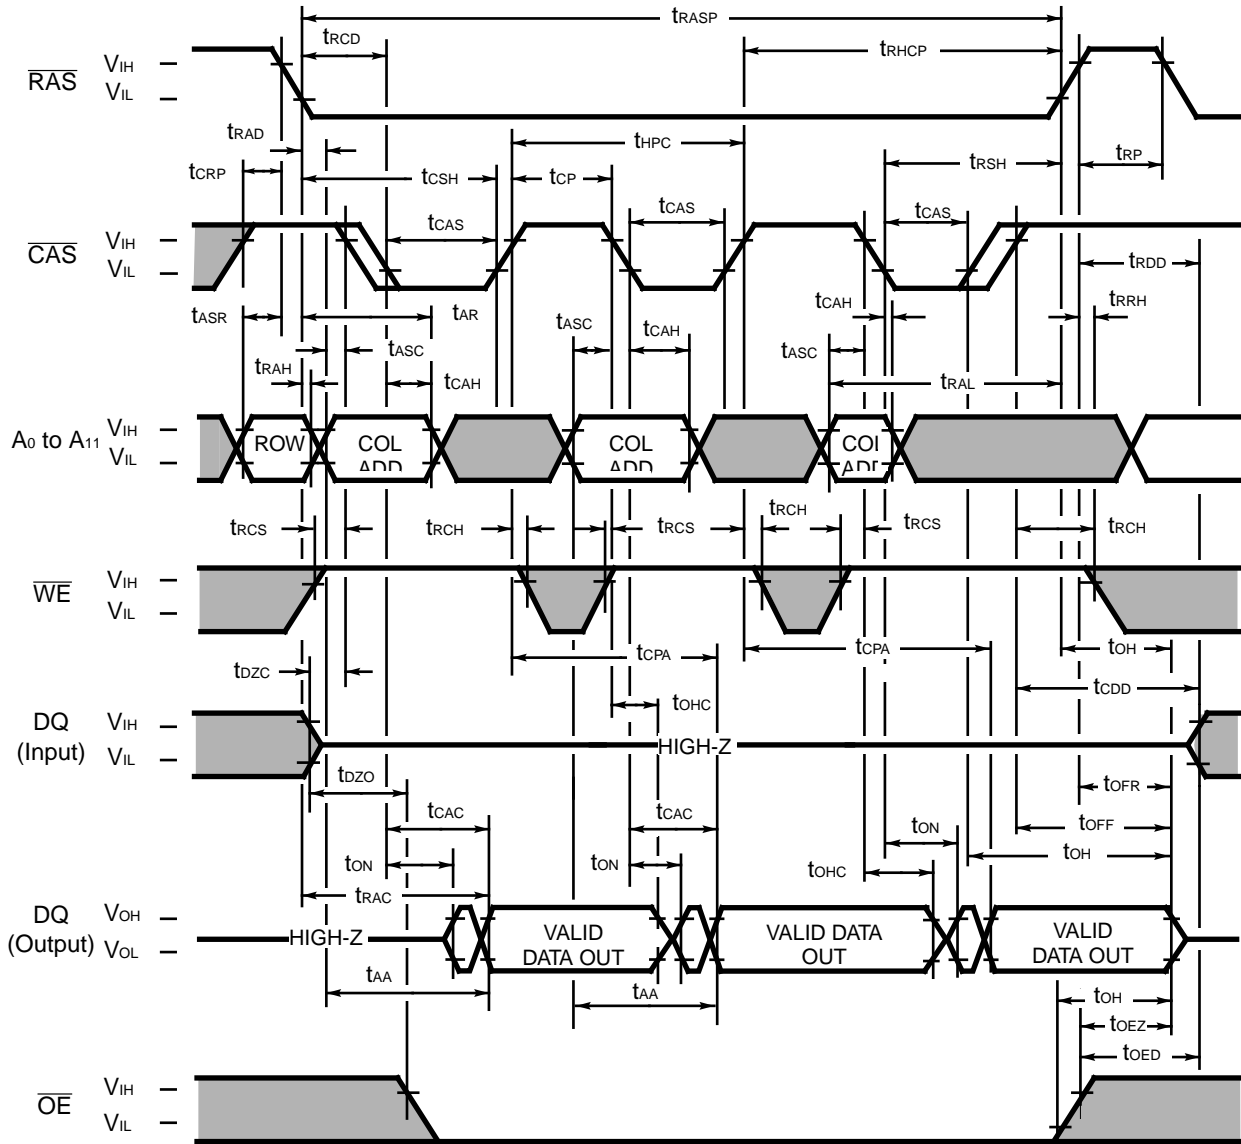 tRASP
tRCD
tRHCP
RAS
VIH
VIL
tRAD
tHPC
tCRP
tCSH
tCP
tRSH
tRP
CAS
VIH
VIL
tCAS
tCAS
tCAS
tRDD
tASR
tAR
tCAH
tRRH
tASC
tASC
tCAH
tASC
tRAH
tCAH
tRAL
A0 to A11
VIH
VIL
ROW
COL
COL
tRCS
tRCH
tRCS
tRCH
tRCS
tRCH
WE
VIH
VIL
tCPA
tCPA
tOH
tDZC
tCDD
tOHC
DQ
(Input)
VIH
VIL
HIGH-Z
tDZO
tOFR
tCAC
tCAC
tOFF
tON
tON
tON
tOH
tOHC
tRAC
DQ
(Output)
VOH
VOL
HIGH-Z
VALID
DATA OUT
VALID DATA
OUT
VALID
DATA OUT
tAA
tAA
tOH
tOEZ
tOED
OE
VIH
VIL